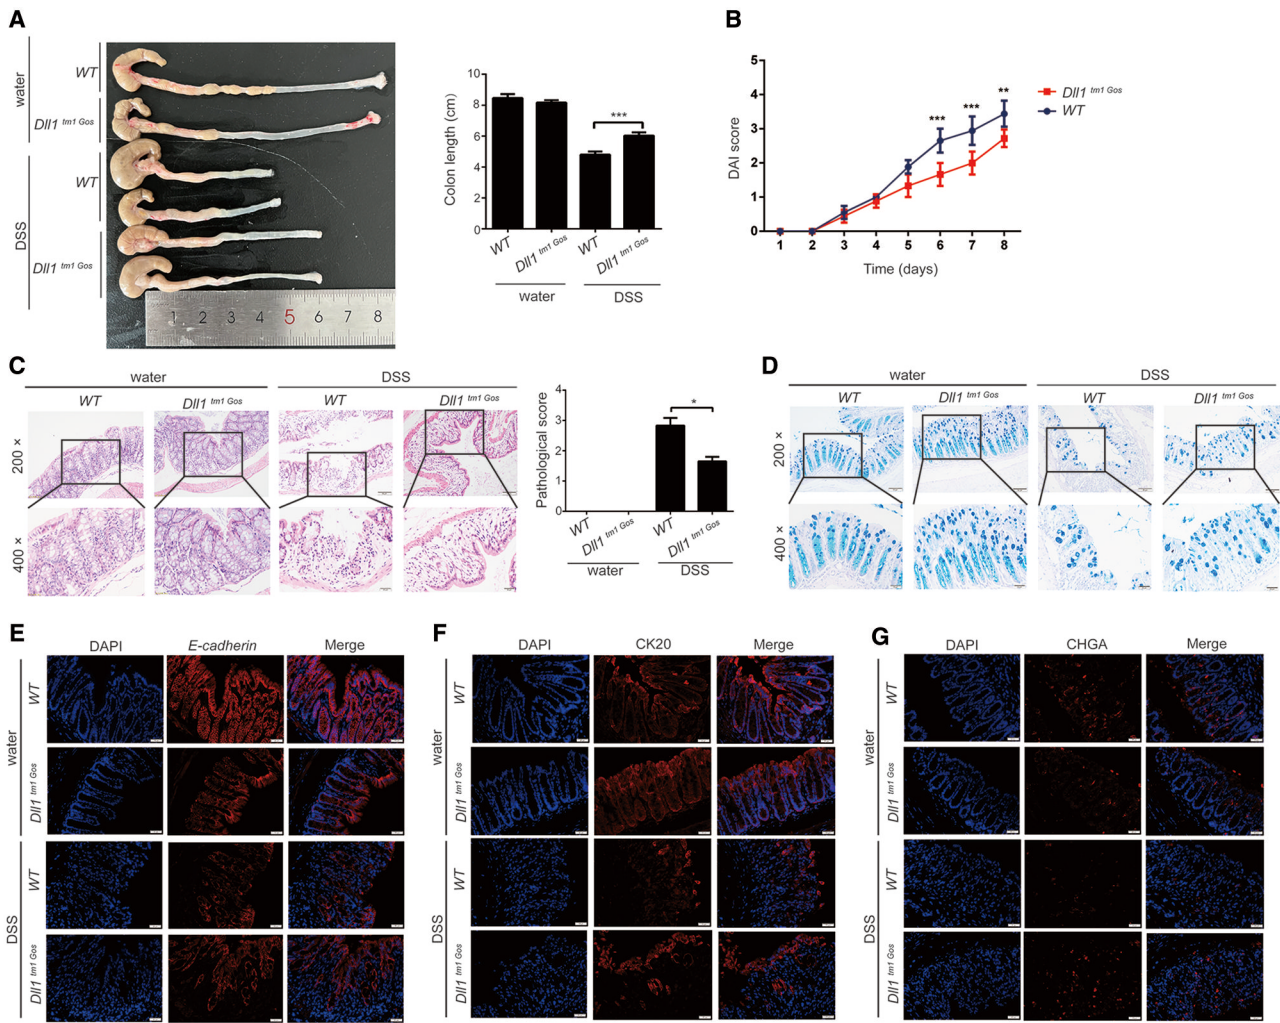 A
water
WT
Dll1 tm1 Gos
DSS
WT
Dll1 tm1 Gos
1 2 3 4 5 6 7 8
Colon length (cm)
10
8
6
4
2
0
***
WT
Dll1 tm1 Gos
WT
Dll1 tm1 Gos
water
DSS
B
DAI score
5
4
3
2
1
0
***
***
**
1 2 3 4 5 6 7 8
Time (days)
Dll1 tm1 Gos
WT
C
water
DSS
WT
Dll1 tm1 Gos
WT
Dll1 tm1 Gos
200 ×
400 ×
Pathological score
4
3
2
1
0
*
WT
Dll1 tm1 Gos
WT
Dll1 tm1 Gos
water
DSS
D
water
DSS
WT
Dll1 tm1 Gos
WT
Dll1 tm1 Gos
200 ×
400 ×
E
DAPI
E-cadherin
Merge
water
WT
Dll1 tm1 Gos
DSS
WT
Dll1 tm1 Gos
F
DAPI
CK20
Merge
water
WT
Dll1 tm1 Gos
DSS
WT
Dll1 tm1 Gos
G
DAPI
CHGA
Merge
water
WT
Dll1 tm1 Gos
DSS
WT
Dll1 tm1 Gos